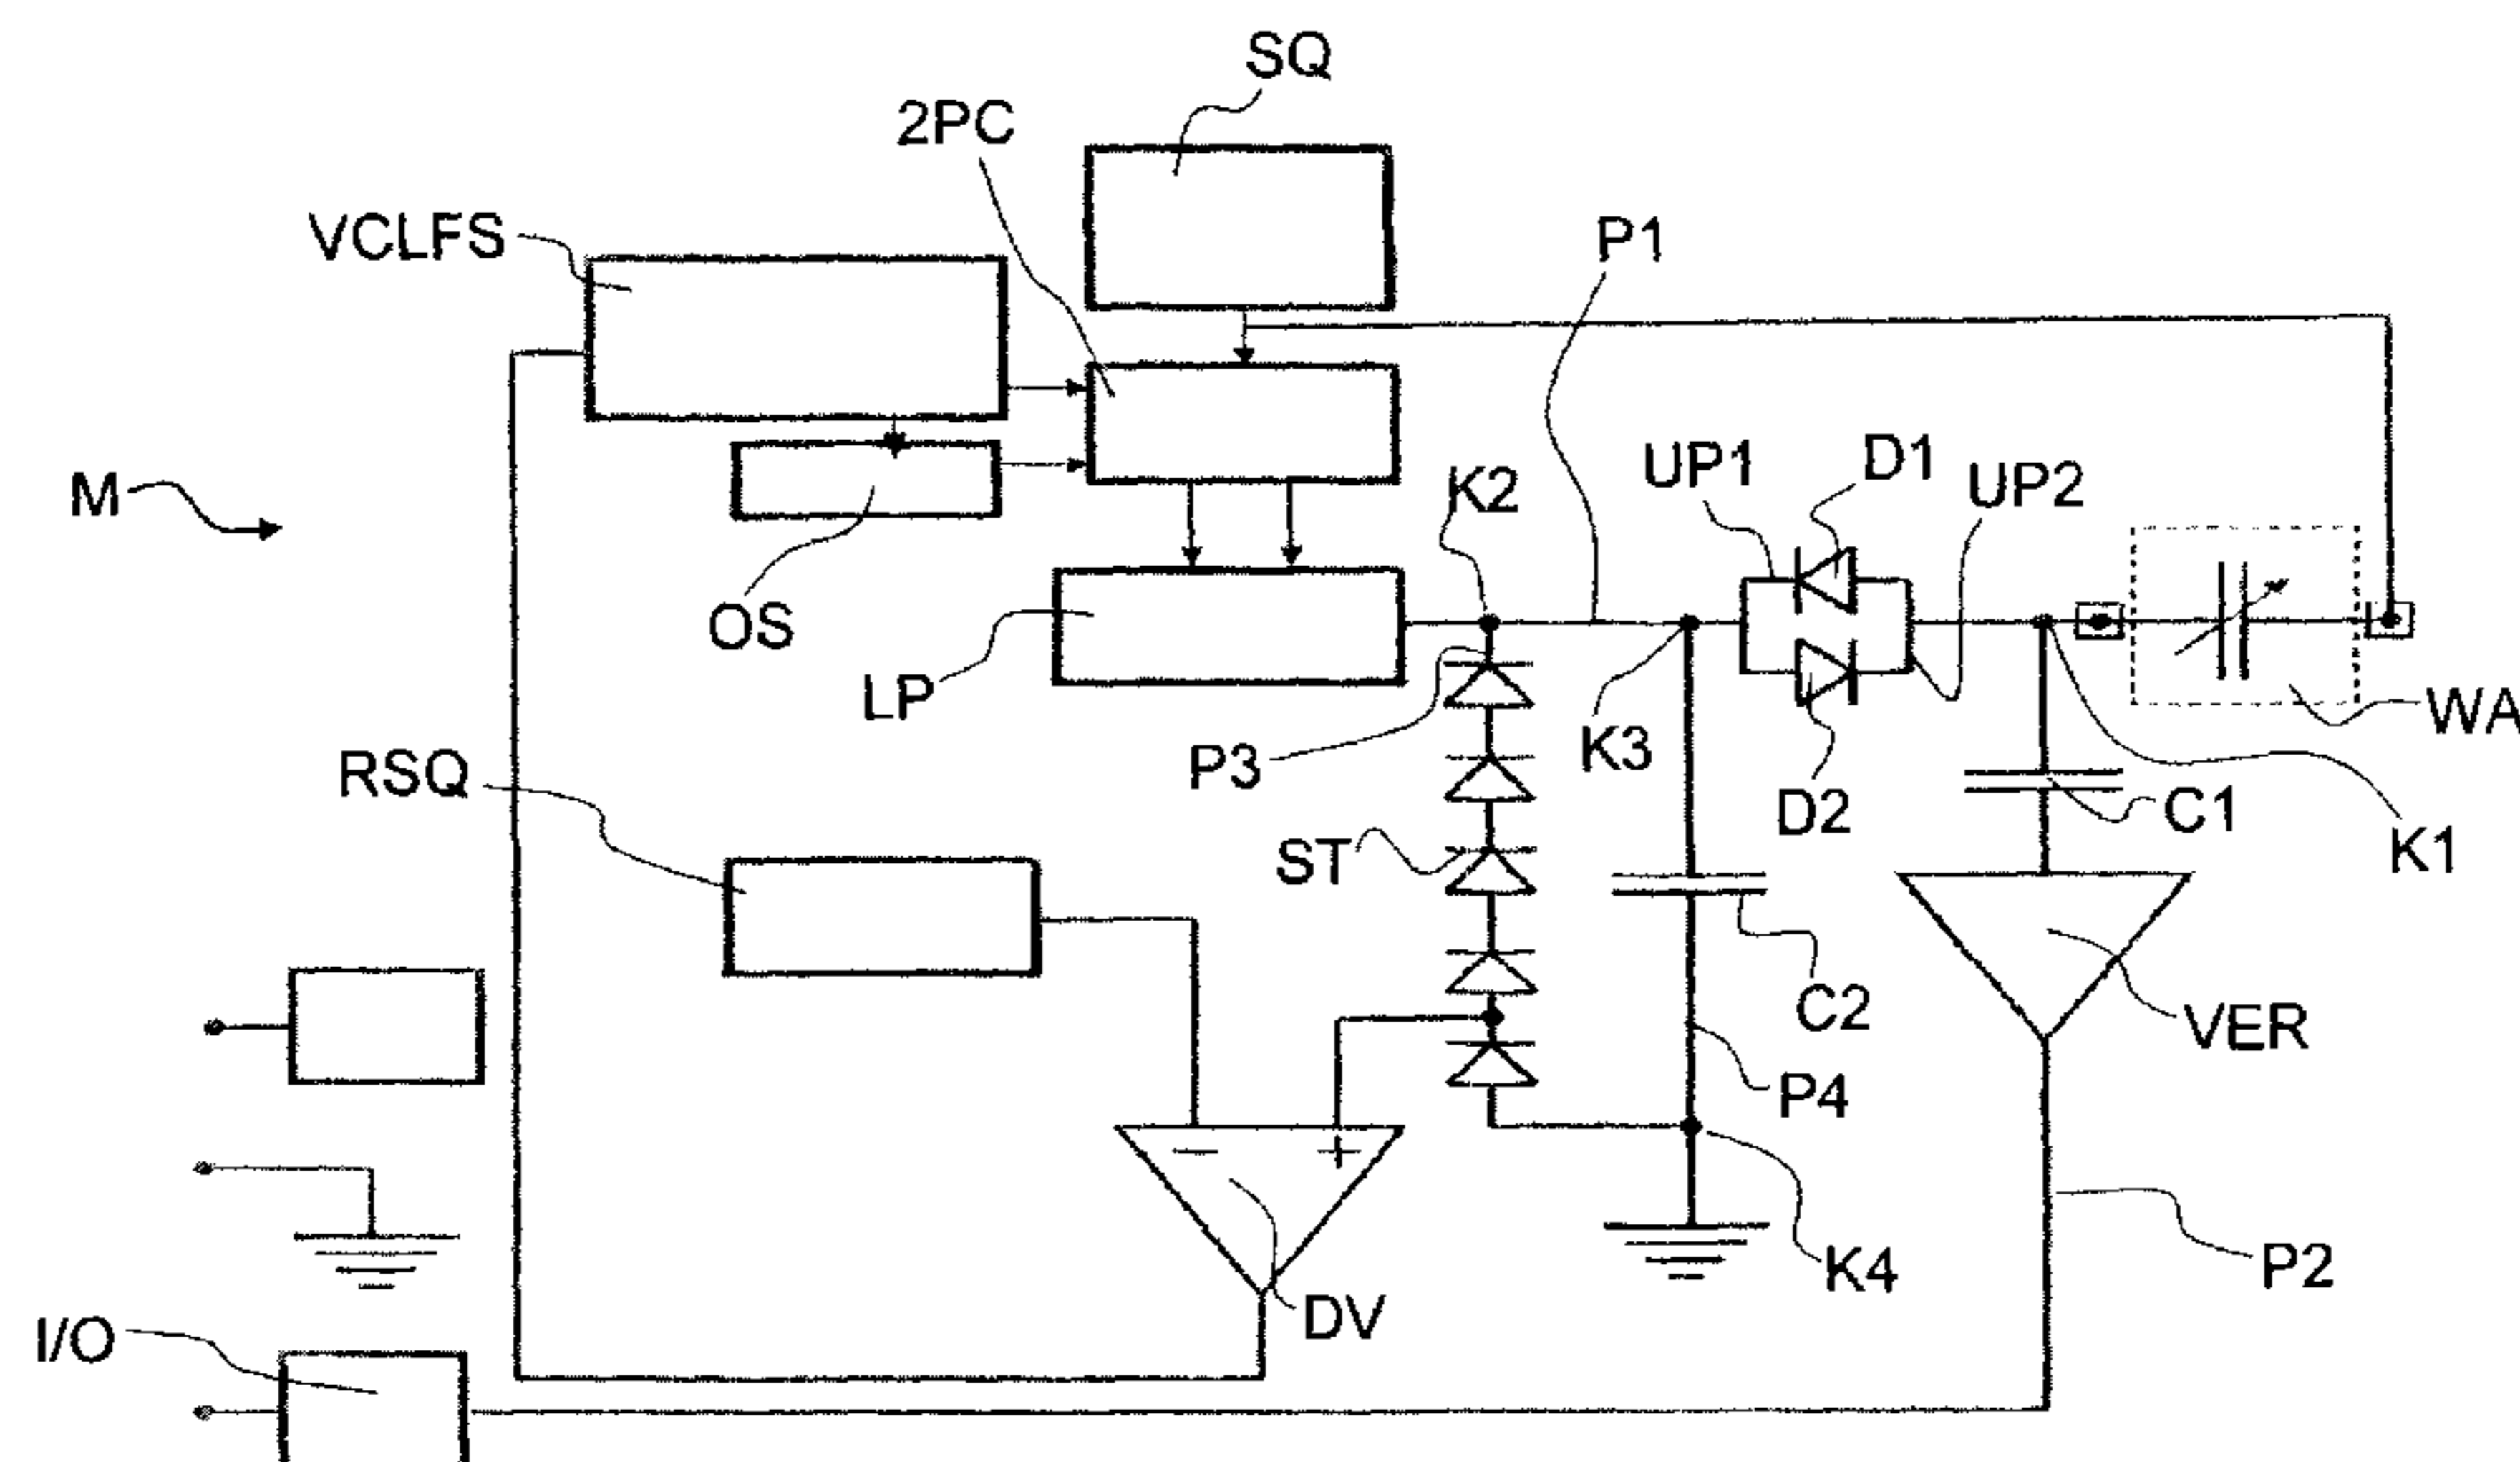 SQ
2PC
VCLFS
P1
M
K2
UP1
D1
UP2
OS
LP
WA
P3
K3
RSQ
D2
C1
K1
ST
C2
VER
P4
−
+
P2
K4
DV
I/O